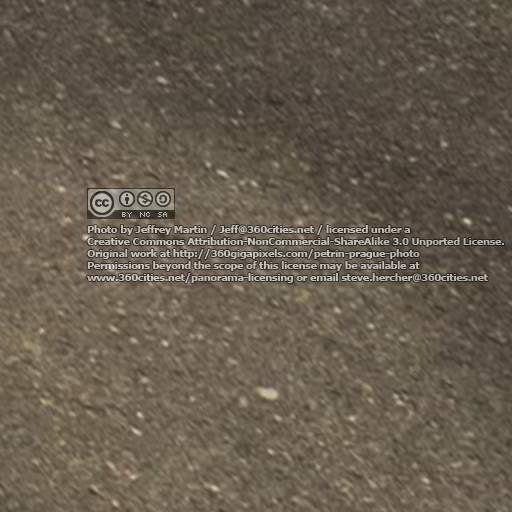 cc
BY NC SA
Photo by Jeffrey Martin / Jeff@360cities.net / licensed under a
Creative Commons Attribution-NonCommercial-ShareAlike 3.0 Unported License.
Original work at http://360gigapixels.com/petrin-prague-photo
Permissions beyond the scope of this license may be available at
www.360cities.net/panorama-licensing or email steve.hercher@360cities.net